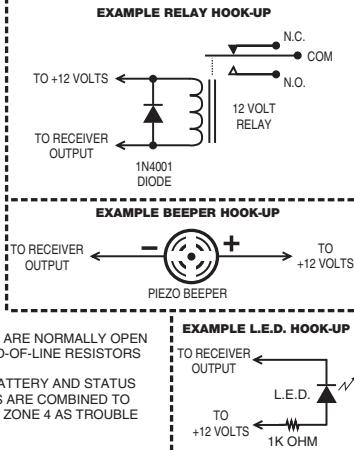 EXAMPLE RELAY HOOK-UP
N.C.
COM
N.O.
TO +12 VOLTS
12 VOLT
RELAY
TO RECEIVER
OUTPUT
1N4001
DIODE
EXAMPLE BEEPER HOOK-UP
TO RECEIVER
OUTPUT
–
+
TO
+12 VOLTS
PIEZO BEEPER
ARE NORMALLY OPEN
D-OF-LINE RESISTORS
ATTERY AND STATUS
S ARE COMBINED TO
ZONE 4 AS TROUBLE
EXAMPLE L.E.D. HOOK-UP
TO RECEIVER
OUTPUT
L.E.D.
TO
+12 VOLTS
1K OHM